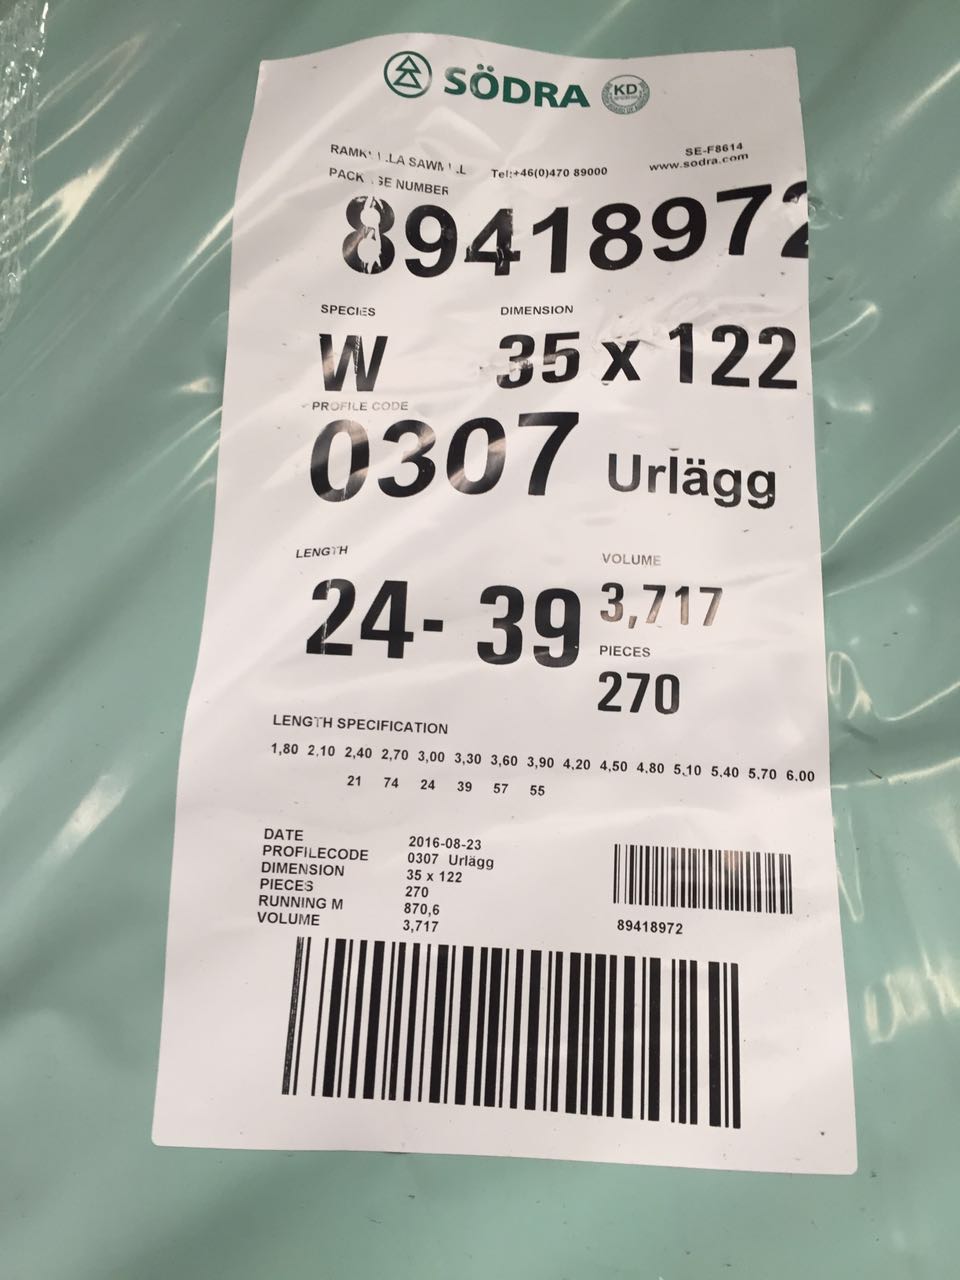 SÖDRA KD
SE-F8614
Tel:+46(0)470 89000 www.sodra.com
NUMBER
89418972
SPECIES DIMENSION
W 35 x 122
PROFILE CODE
0307 Urlägg
LENGTH VOLUME
24- 39 3,717
PIECES
270
LENGTH SPECIFICATION
1,80 2,10 2,40 2,70 3,00 3,30 3,60 3,90 4,20 4,50 4,80 5,10 5,40 5,70 6,00
21 74 24 39 57 55
DATE 2016-08-23
PROFILECODE 0307 Urlägg
DIMENSION 35 x 122
PIECES 270
RUNNING M 870,6
VOLUME 3,717
89418972